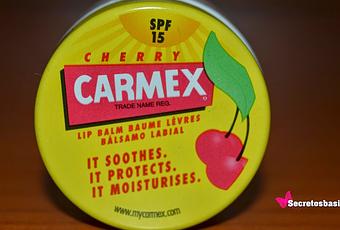 SPF
15
CHERRY
CARMEX
TRADE NAME REG.
LIP BALM BAUME LÈVRES
BÁLSAMO LABIAL
IT SOOTHES.
IT PROTECTS.
IT MOISTURISES.
www.mycarmex.com
Secretosbasi